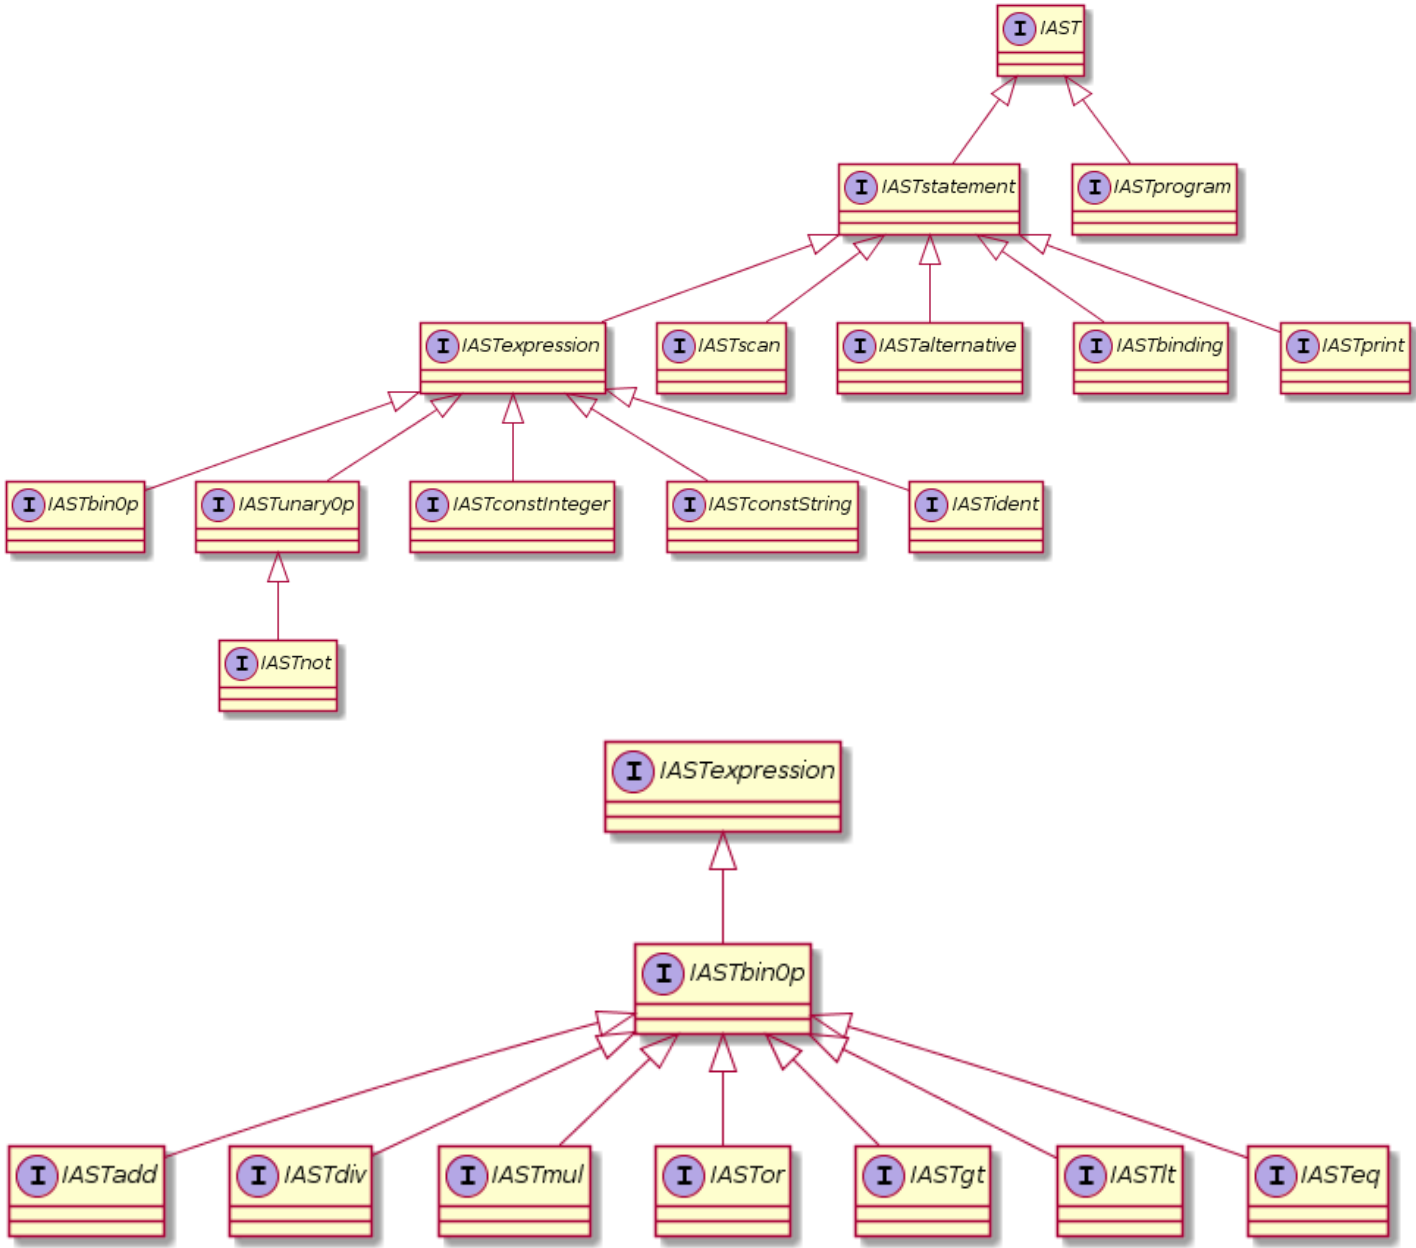 I IAST
I IASTstatement
I IASTprogram
I IASTexpression
I IASTscan
I IASTalternative
I IASTbinding
I IASTprint
I IASTbinOp
I IASTunaryOp
I IASTconstInteger
I IASTconstString
I IASTident
I IASTnot
I IASTexpression
I IASTbinOp
I IASTadd
I IASTdiv
I IASTmul
I IASTor
I IASTgt
I IASTlt
I IASTeq